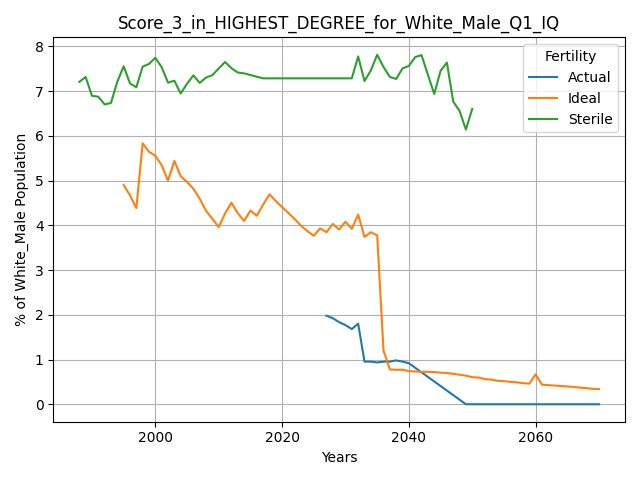 Score_3_in_HIGHEST_DEGREE_for_White_Male_Q1_IQ
% of White_Male Population
8
7
6
5
4
3
2
1
0
Fertility
Actual
Ideal
Sterile
2000 2020 2040 2060
Years